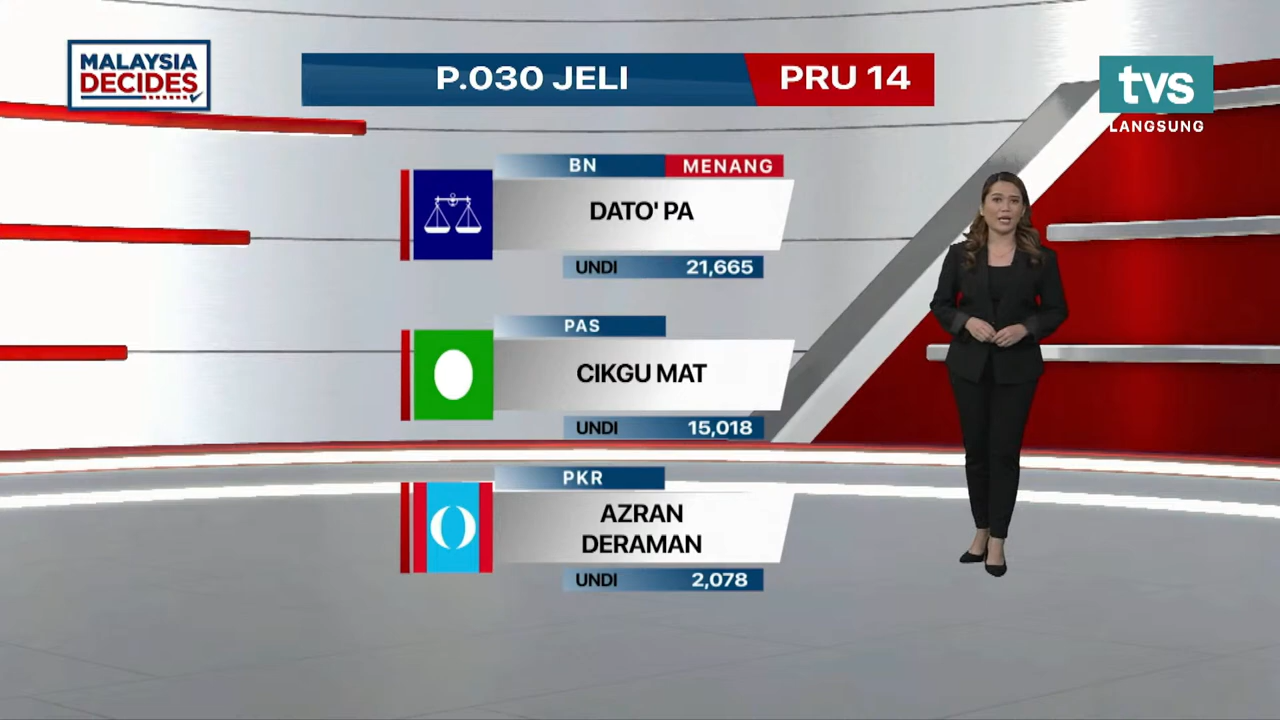 MALAYSIA
DECIDES
P.030 JELI
PRU 14
tvs
LANGSUNG
BN
MENANG
DATO' PA
UNDI 21,665
PAS
CIKGU MAT
UNDI 15,018
PKR
AZRAN
DERAMAN
UNDI 2,078